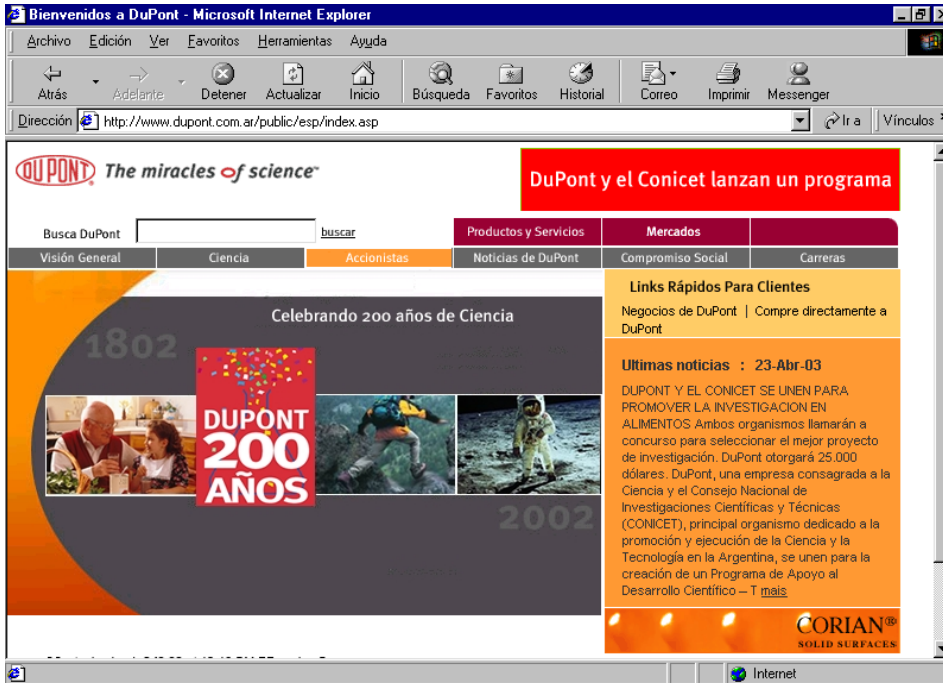 Bienvenidos a DuPont - Microsoft Internet Explorer
Archivo Edición Ver Favoritos Herramientas Ayuda
Atrás Adelante Detener Actualizar Inicio Búsqueda Favoritos Historial Correo Imprimir Messenger
Dirección http://www.dupont.com.ar/public/esp/index.asp Ir a Vínculos
DUPONT The miracles of science™
DuPont y el Conicet lanzan un programa
Busca DuPont buscar Productos y Servicios Mercados
Visión General Ciencia Accionistas Noticias de DuPont Compromiso Social Carreras
Celebrando 200 años de Ciencia
1802
DUPONT
200
AÑOS
2002
Links Rápidos Para Clientes
Negocios de DuPont | Compre directamente a
DuPont
Ultimas noticias : 23-Abr-03
DUPONT Y EL CONICET SE UNEN PARA
PROMOVER LA INVESTIGACION EN
ALIMENTOS Ambos organismos llamarán a
concurso para seleccionar el mejor proyecto
de investigación. DuPont otorgará 25.000
dólares. DuPont, una empresa consagrada a la
Ciencia y el Consejo Nacional de
Investigaciones Científicas y Técnicas
(CONICET), principal organismo dedicado a la
promoción y ejecución de la Ciencia y la
Tecnología en la Argentina, se unen para la
creación de un Programa de Apoyo al
Desarrollo Científico – T mais
CORIAN®
SOLID SURFACES
Internet